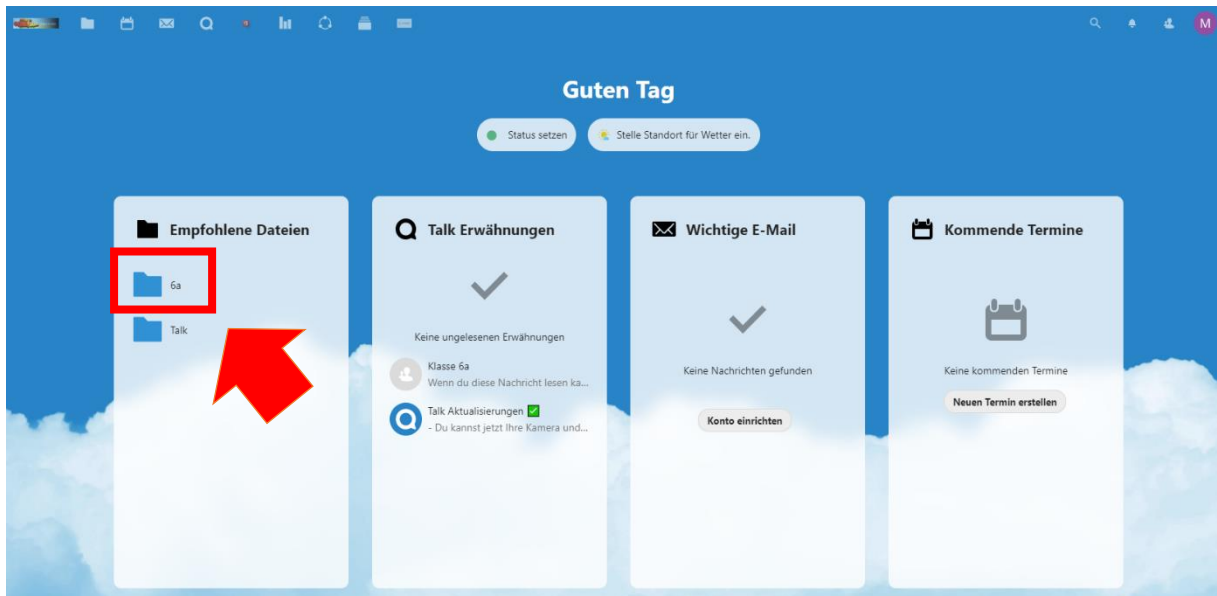 M
Guten Tag
Status setzen
Stelle Standort für Wetter ein.
Empfohlene Dateien
6a
Talk
Talk Erwähnungen
Keine ungelesenen Erwähnungen
Klasse 6a
Wenn du diese Nachricht lesen ka...
Talk Aktualisierungen ✅
- Du kannst jetzt Ihre Kamera und...
Wichtige E-Mail
Keine Nachrichten gefunden
Konto einrichten
Kommende Termine
Keine kommenden Termine
Neuen Termin erstellen